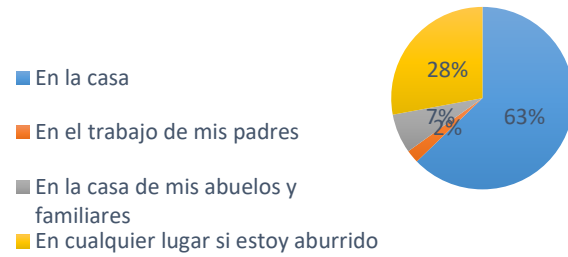 En la casa
En el trabajo de mis padres
En la casa de mis abuelos y
familiares
En cualquier lugar si estoy aburrido
63%
2%
7%
28%